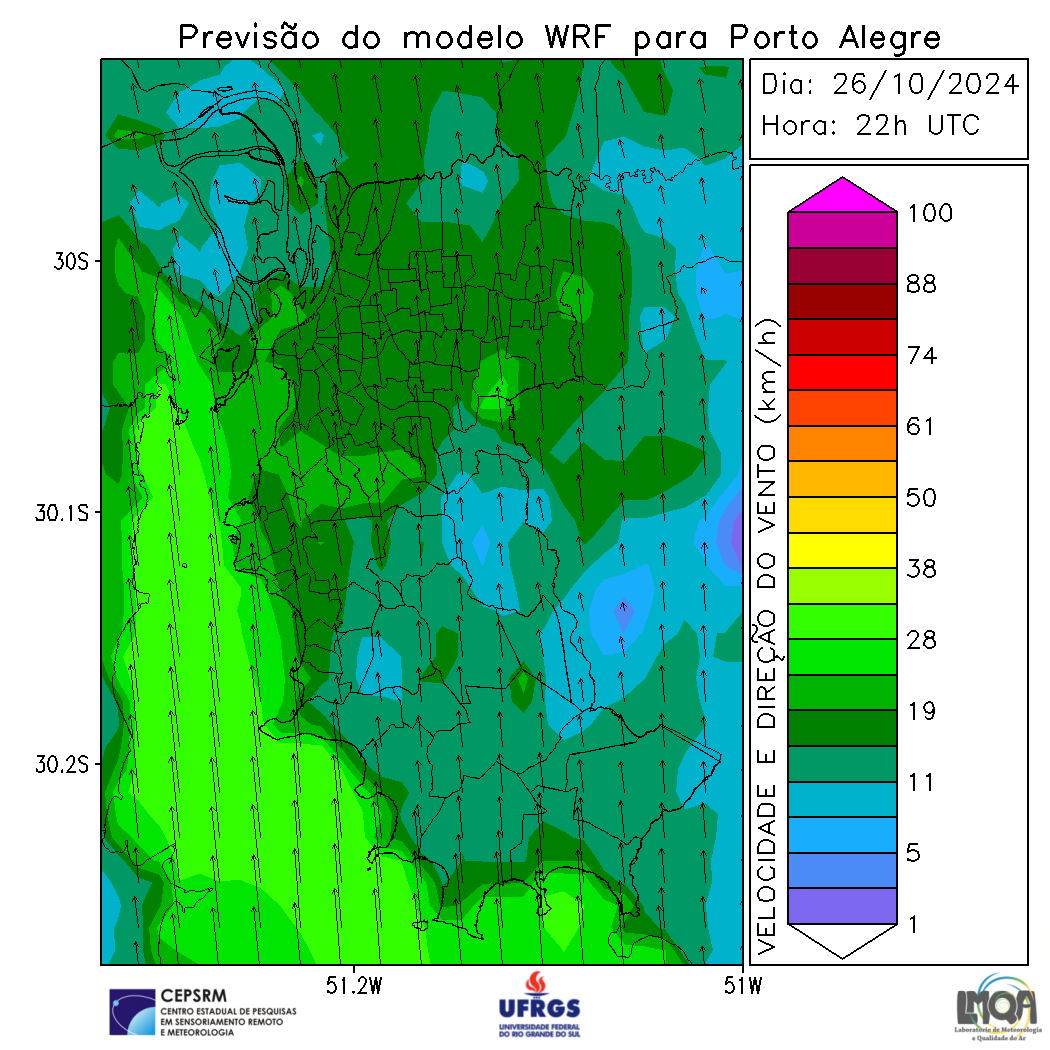 Previsão do modelo WRF para Porto Alegre
Dia: 26/10/2024
Hora: 22h UTC
30S
30.1S
30.2S
51.2W
51W
VELOCIDADE E DIREÇÃO DO VENTO (km/h)
100
88
74
61
50
38
28
19
11
5
1
CEPSRM
CENTRO ESTADUAL DE PESQUISAS
EM SENSORIAMENTO REMOTO
E METEOROLOGIA
UFRGS
UNIVERSIDADE FEDERAL
DO RIO GRANDE DO SUL
LMQA
Laboratório de Meteorologia
e Qualidade do Ar